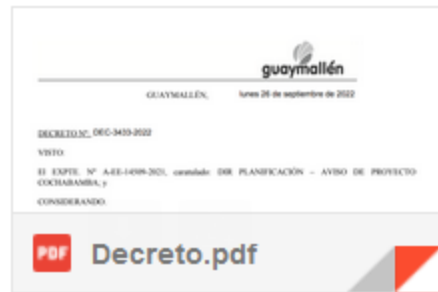 guaymallén
GUAYMALLÉN, lunes 26 de septiembre de 2022
DECRETO Nº. DEC-3433-2022
VISTO:
El EXPTE. Nº A-EE-14509-2021, caratulado: DIR PLANIFICACIÓN – AVISO DE PROYECTO
COCHABAMBA, y
CONSIDERANDO:
PDF Decreto.pdf